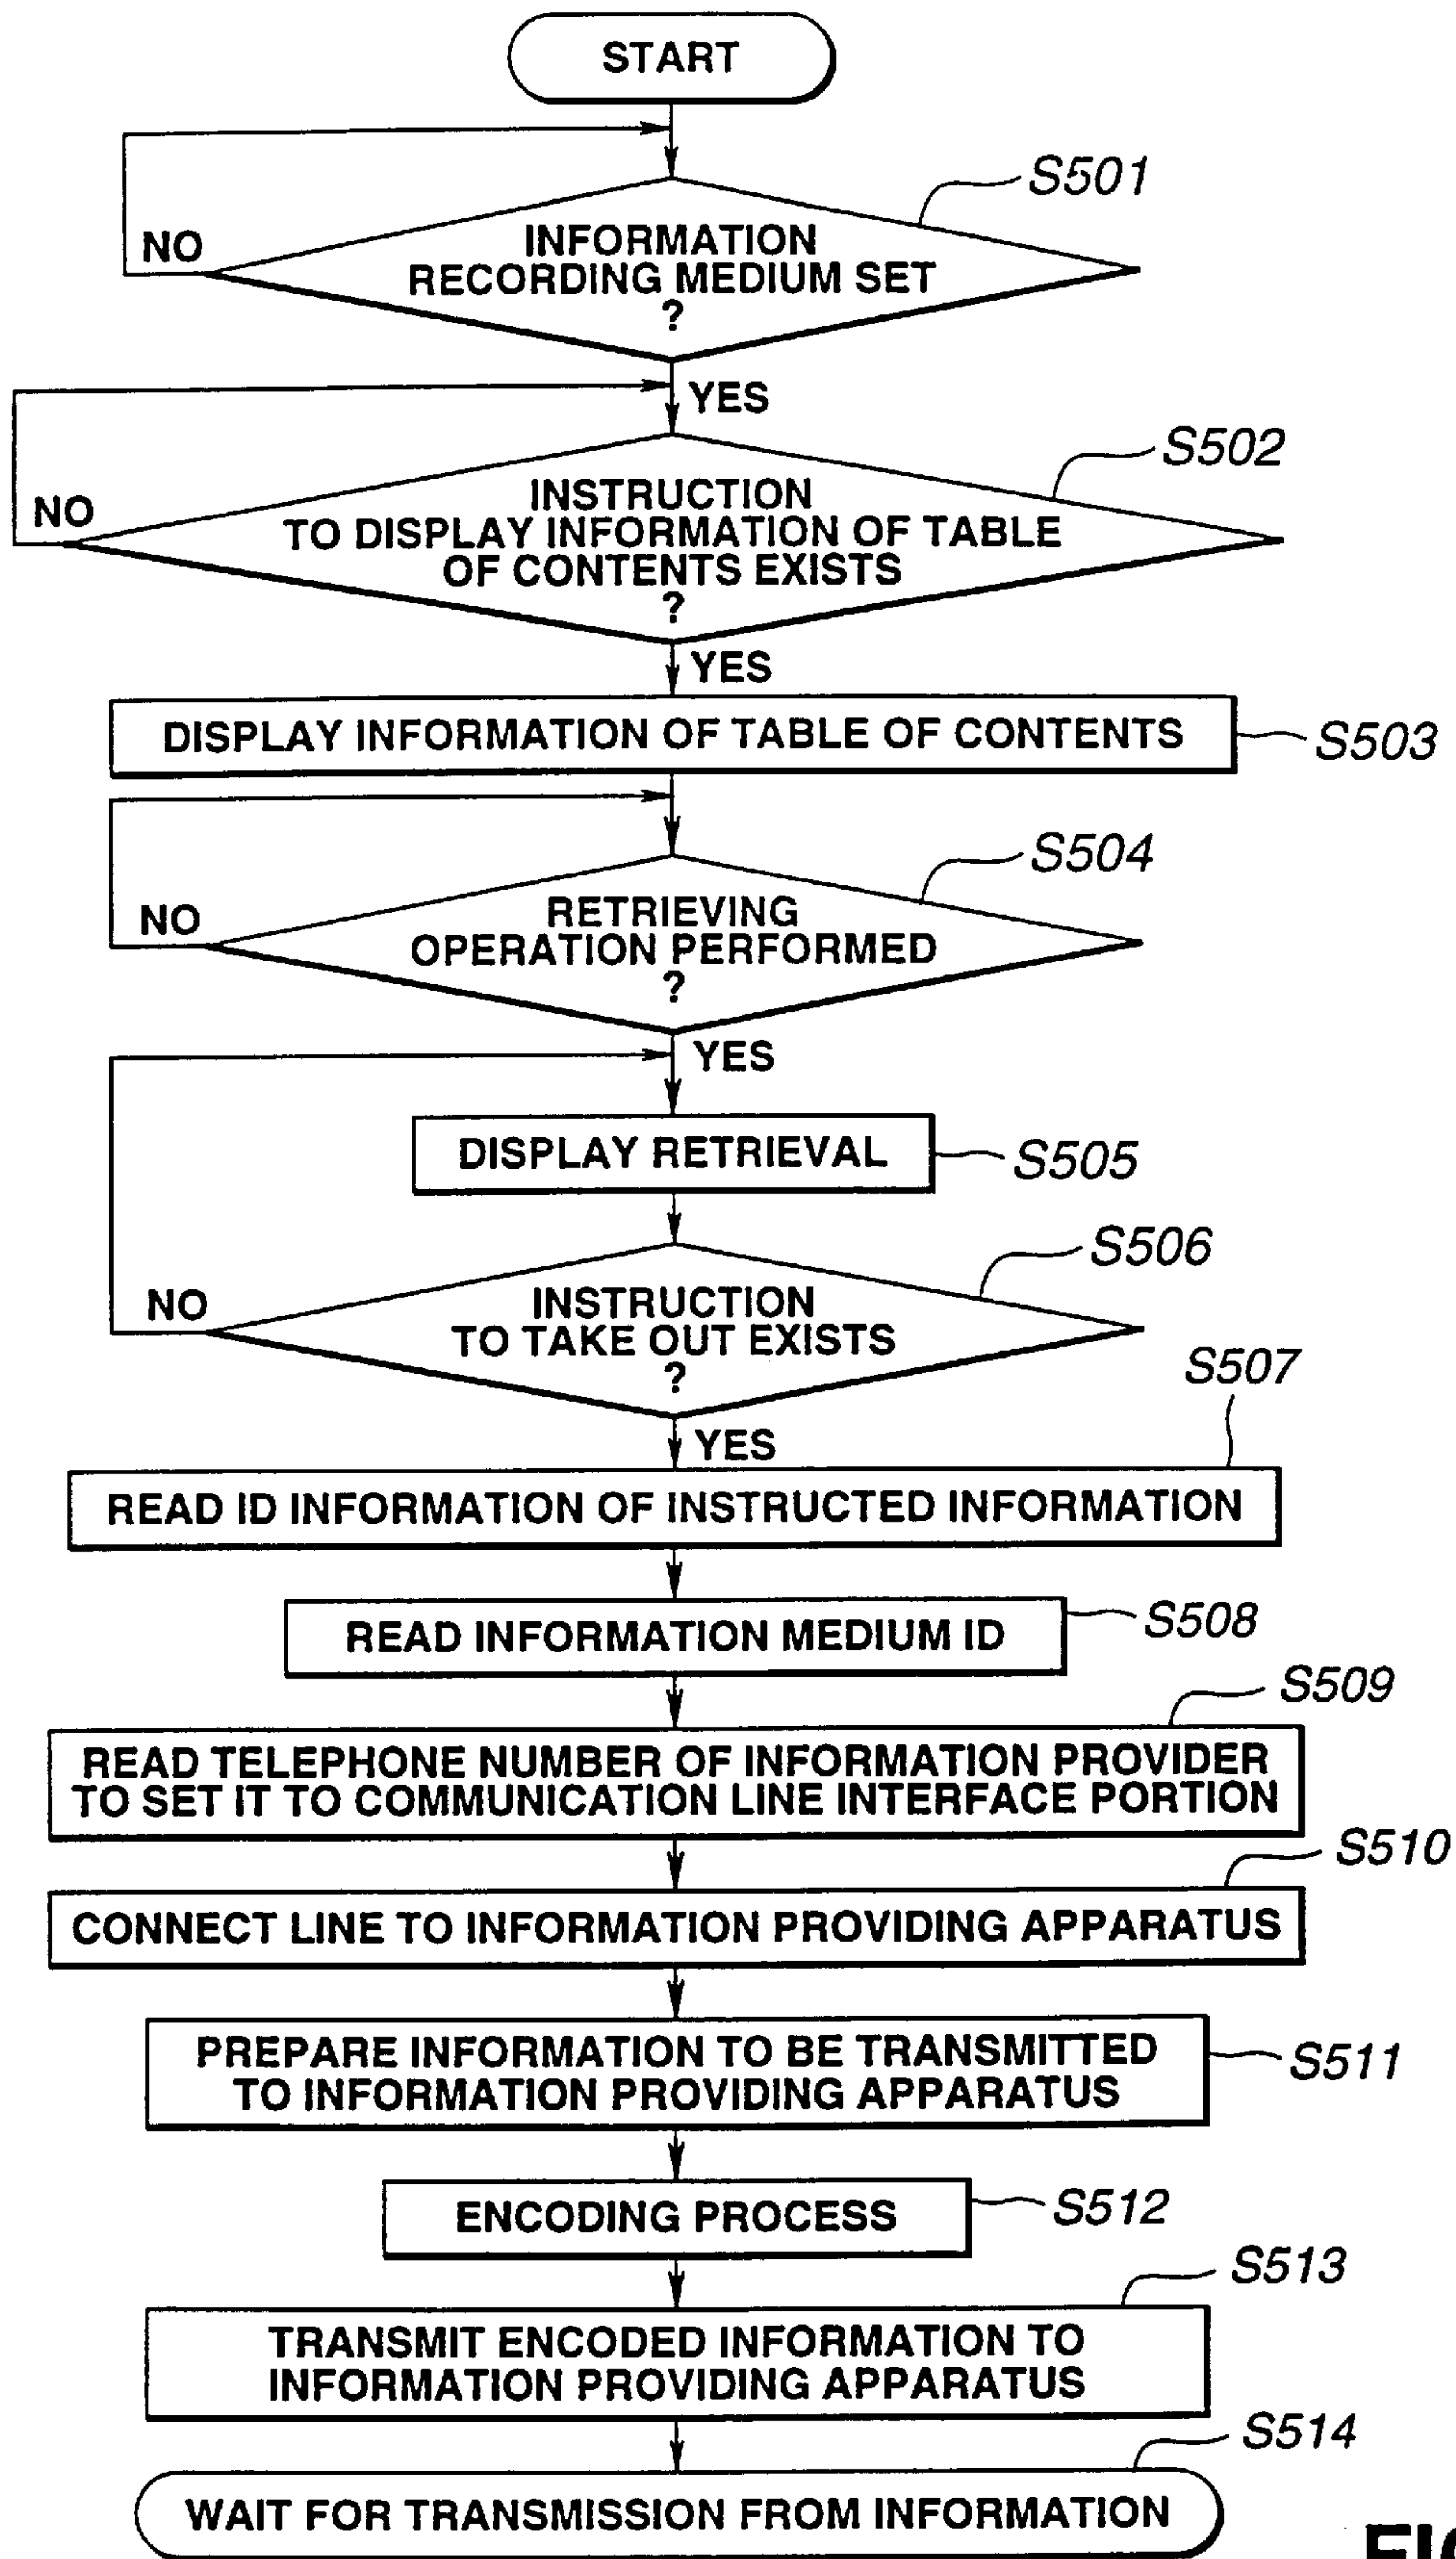 START
S501
NO
INFORMATION
RECORDING MEDIUM SET
?
YES
S502
NO
INSTRUCTION
TO DISPLAY INFORMATION OF TABLE
OF CONTENTS EXISTS
?
YES
DISPLAY INFORMATION OF TABLE OF CONTENTS
S503
S504
NO
RETRIEVING
OPERATION PERFORMED
?
YES
DISPLAY RETRIEVAL
S505
S506
NO
INSTRUCTION
TO TAKE OUT EXISTS
?
S507
YES
READ ID INFORMATION OF INSTRUCTED INFORMATION
READ INFORMATION MEDIUM ID
S508
S509
READ TELEPHONE NUMBER OF INFORMATION PROVIDER
TO SET IT TO COMMUNICATION LINE INTERFACE PORTION
S510
CONNECT LINE TO INFORMATION PROVIDING APPARATUS
PREPARE INFORMATION TO BE TRANSMITTED
TO INFORMATION PROVIDING APPARATUS
S511
ENCODING PROCESS
S512
S513
TRANSMIT ENCODED INFORMATION TO
INFORMATION PROVIDING APPARATUS
S514
WAIT FOR TRANSMISSION FROM INFORMATION